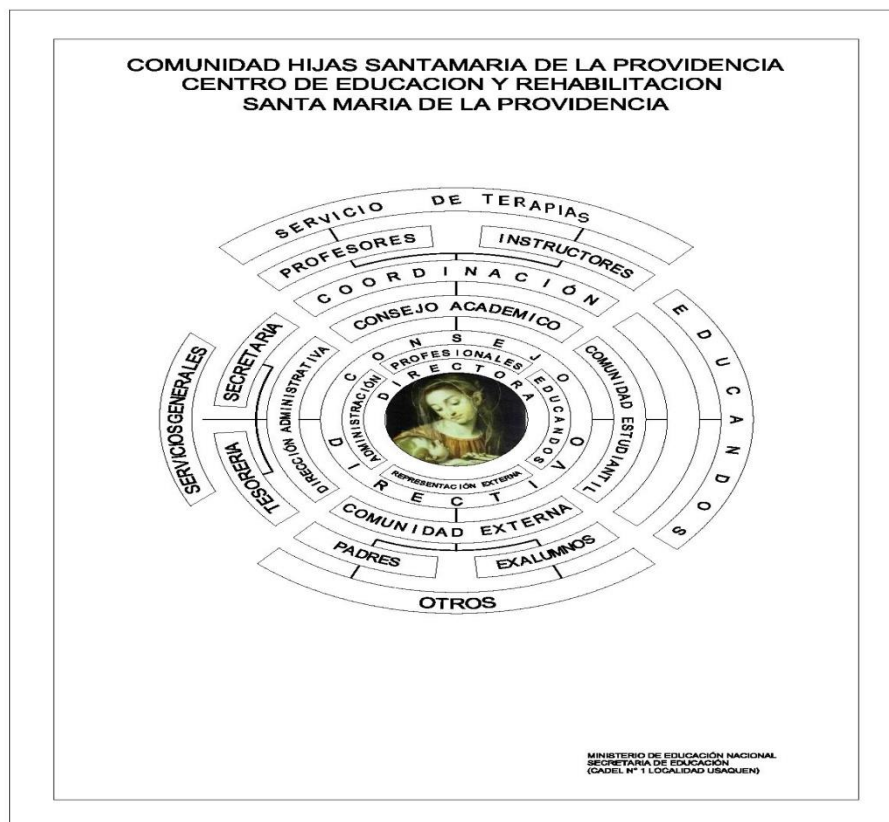 COMUNIDAD HIJAS SANTAMARIA DE LA PROVIDENCIA
CENTRO DE EDUCACION Y REHABILITACION
SANTA MARIA DE LA PROVIDENCIA
SERVICIO DE TERAPIAS
PROFESORES
INSTRUCTORES
COORDINACIÓN
CONSEJO ACADEMICO
CONSEJO
PROFESIONALES
DIRECTORA
SERVICIOS GENERALES
SECRETARIA
TESORERA
DIRECCIÓN ADMINISTRATIVA
ADMINISTRACIÓN
EDUCANDOS
COMUNIDAD ESTUDIANTIL
EDUCANDOS
REPRESENTACIÓN EXTERNA
DIRECTIVO
COMUNIDAD EXTERNA
PADRES
EXALUMNOS
OTROS
MINISTERIO DE EDUCACIÓN NACIONAL
SECRETARIA DE EDUCACIÓN
(CADEL N° 1 LOCALIDAD USAQUEN)